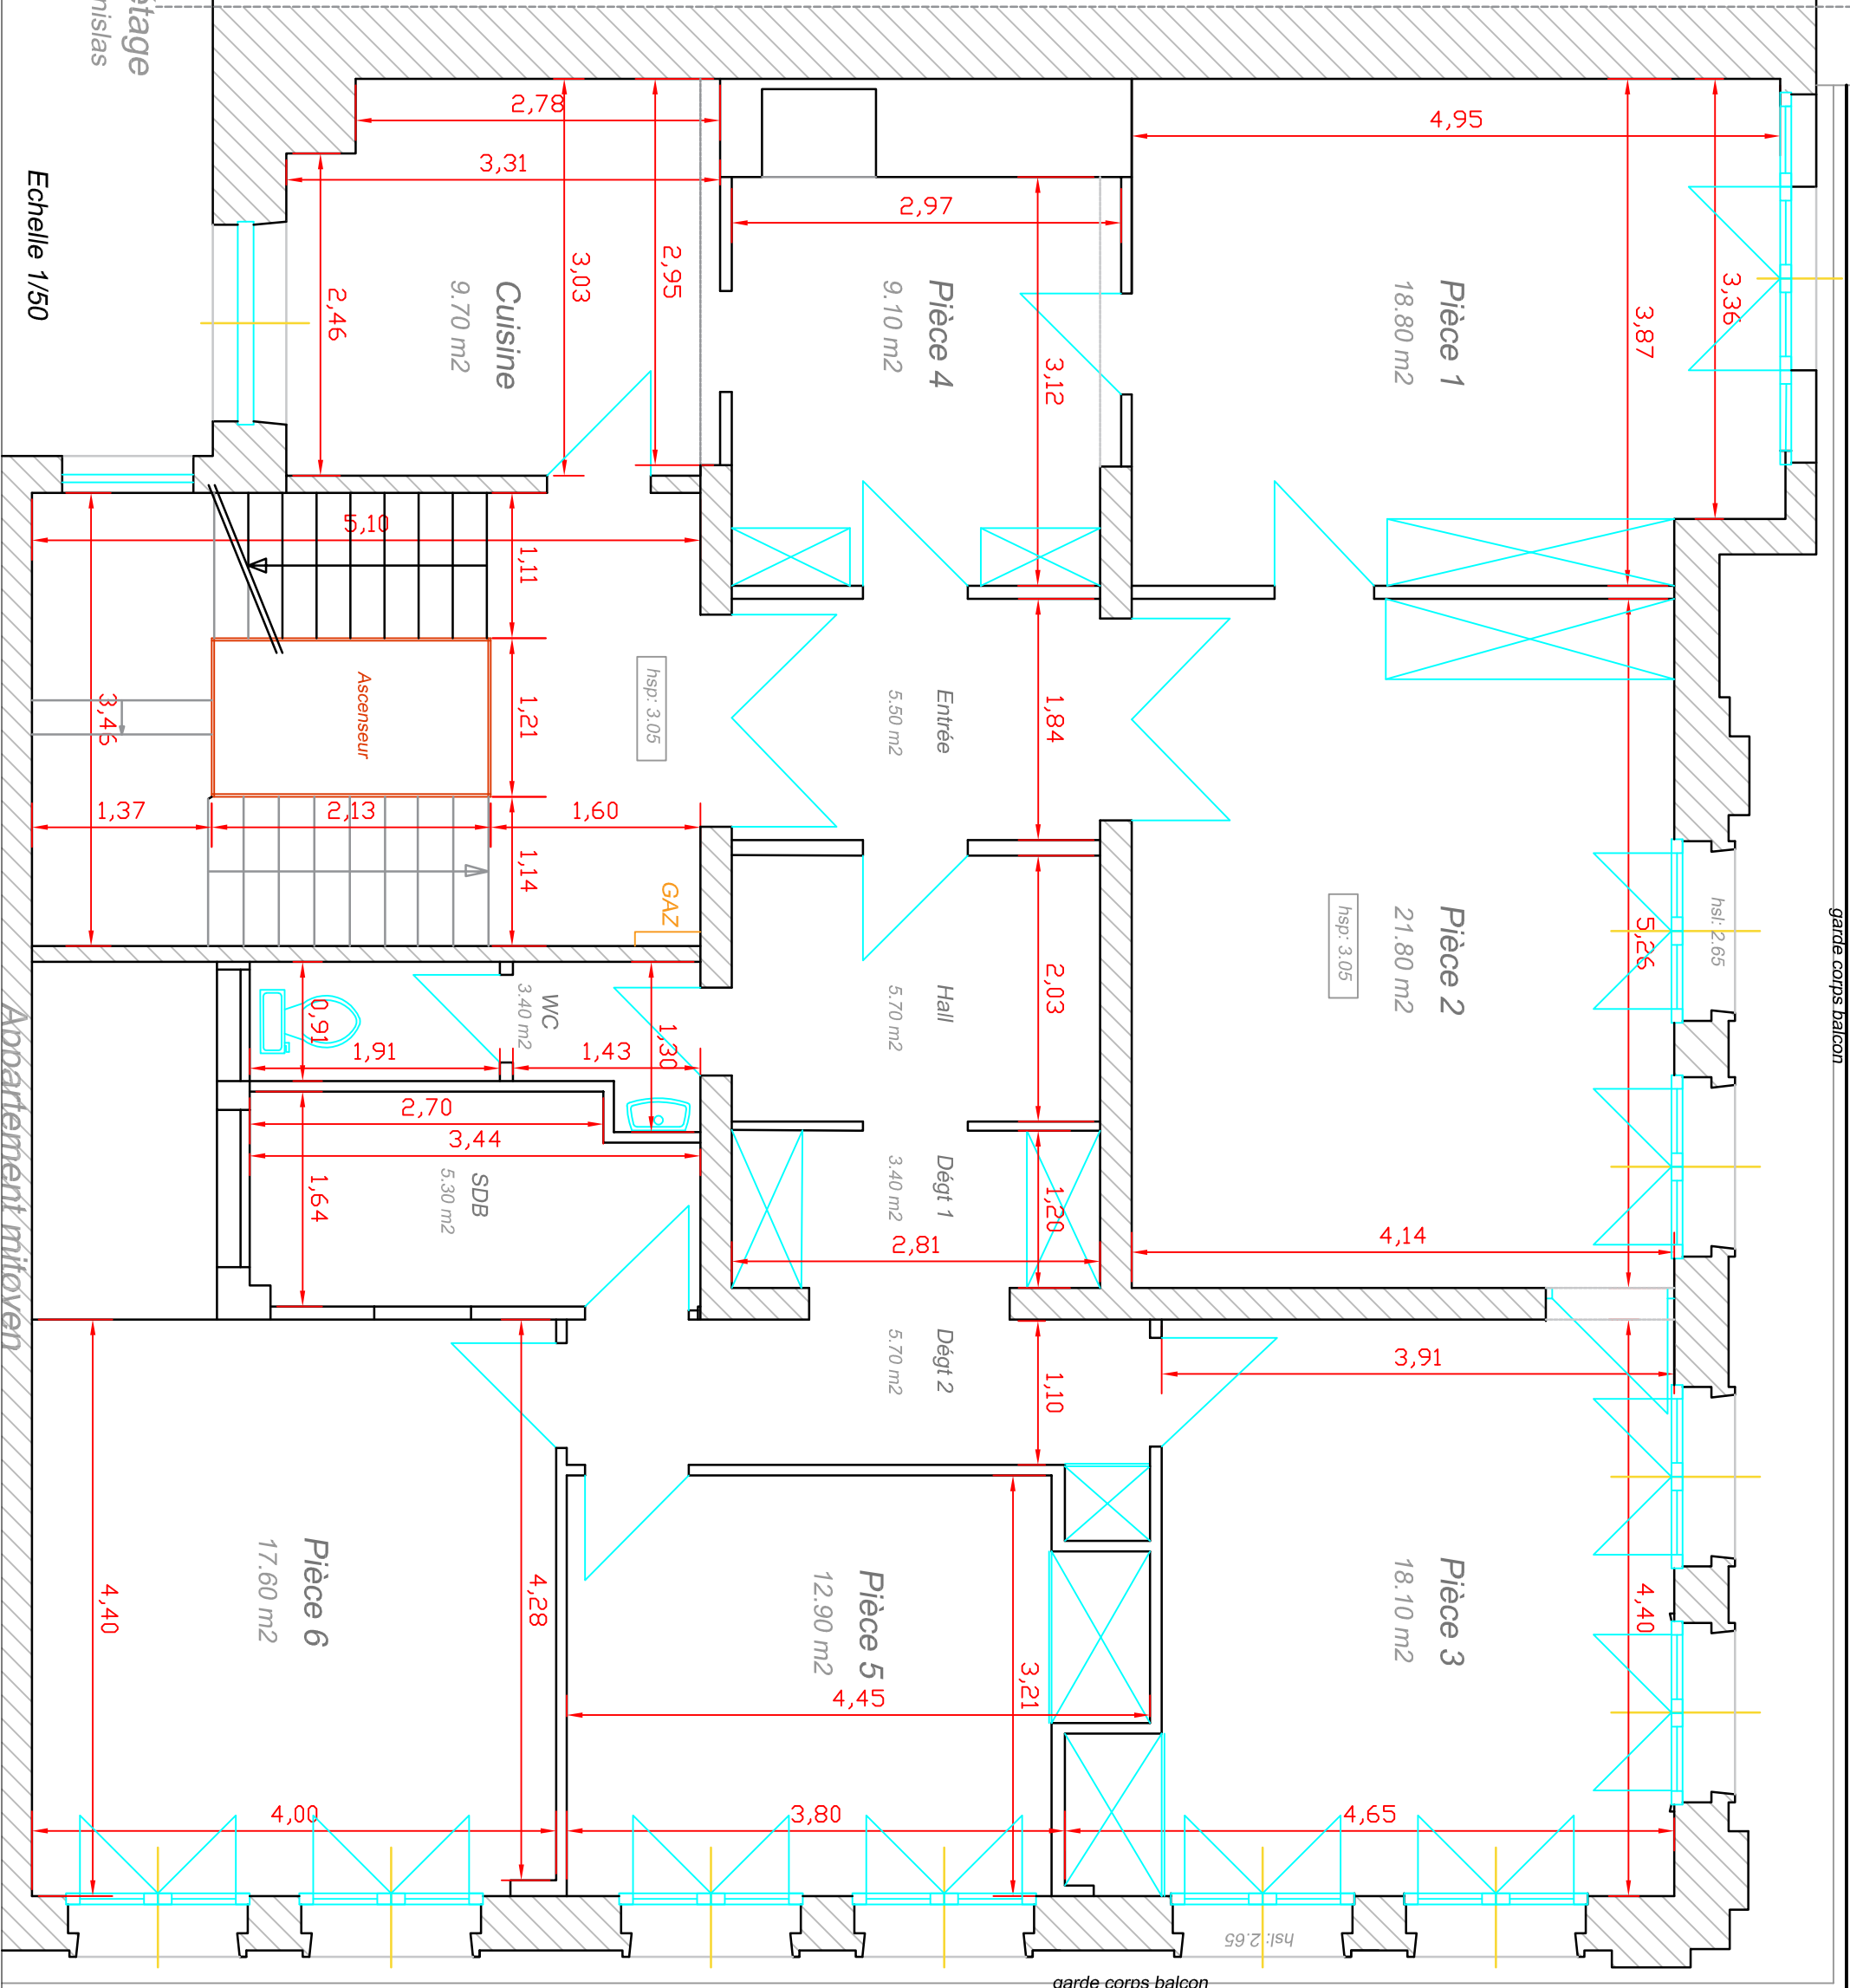 étage
nislas
Echelle 1/50
2,78
3,31
2,46
3,03
2,95
Cuisine
9.70 m2
2,97
3,12
Pièce 4
9.10 m2
4,95
3,36
3,87
Pièce 1
18.80 m2
5,10
1,11
1,21
1,14
3,46
1,37
2,13
1,60
Ascenseur
hsp: 3.05
GAZ
Entrée
5.50 m2
1,84
Hall
5.70 m2
2,03
Pièce 2
21.80 m2
hsp: 3.05
5,26
hsl: 2.65
garde corps balcon
4,14
WC
3.40 m2
0,91
1,91
1,43
1,30
2,70
3,44
1,64
SDB
5.30 m2
Dégt 1
3.40 m2
1,20
2,81
Dégt 2
5.70 m2
1,10
3,91
Appartement mitoyen
Pièce 6
17.60 m2
4,40
4,28
4,00
Pièce 5
12.90 m2
3,21
4,45
3,80
Pièce 3
18.10 m2
4,40
4,65
hsl:2.65
garde corps balcon